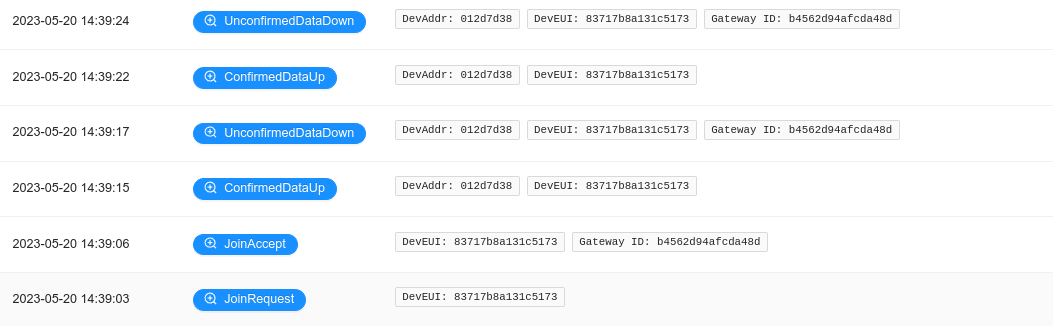 2023-05-20 14:39:24 UnconfirmedDataDown DevAddr: 012d7d38 DevEUI: 83717b8a131c5173 Gateway ID: b4562d94afcda48d
2023-05-20 14:39:22 ConfirmedDataUp DevAddr: 012d7d38 DevEUI: 83717b8a131c5173
2023-05-20 14:39:17 UnconfirmedDataDown DevAddr: 012d7d38 DevEUI: 83717b8a131c5173 Gateway ID: b4562d94afcda48d
2023-05-20 14:39:15 ConfirmedDataUp DevAddr: 012d7d38 DevEUI: 83717b8a131c5173
2023-05-20 14:39:06 JoinAccept DevEUI: 83717b8a131c5173 Gateway ID: b4562d94afcda48d
2023-05-20 14:39:03 JoinRequest DevEUI: 83717b8a131c5173